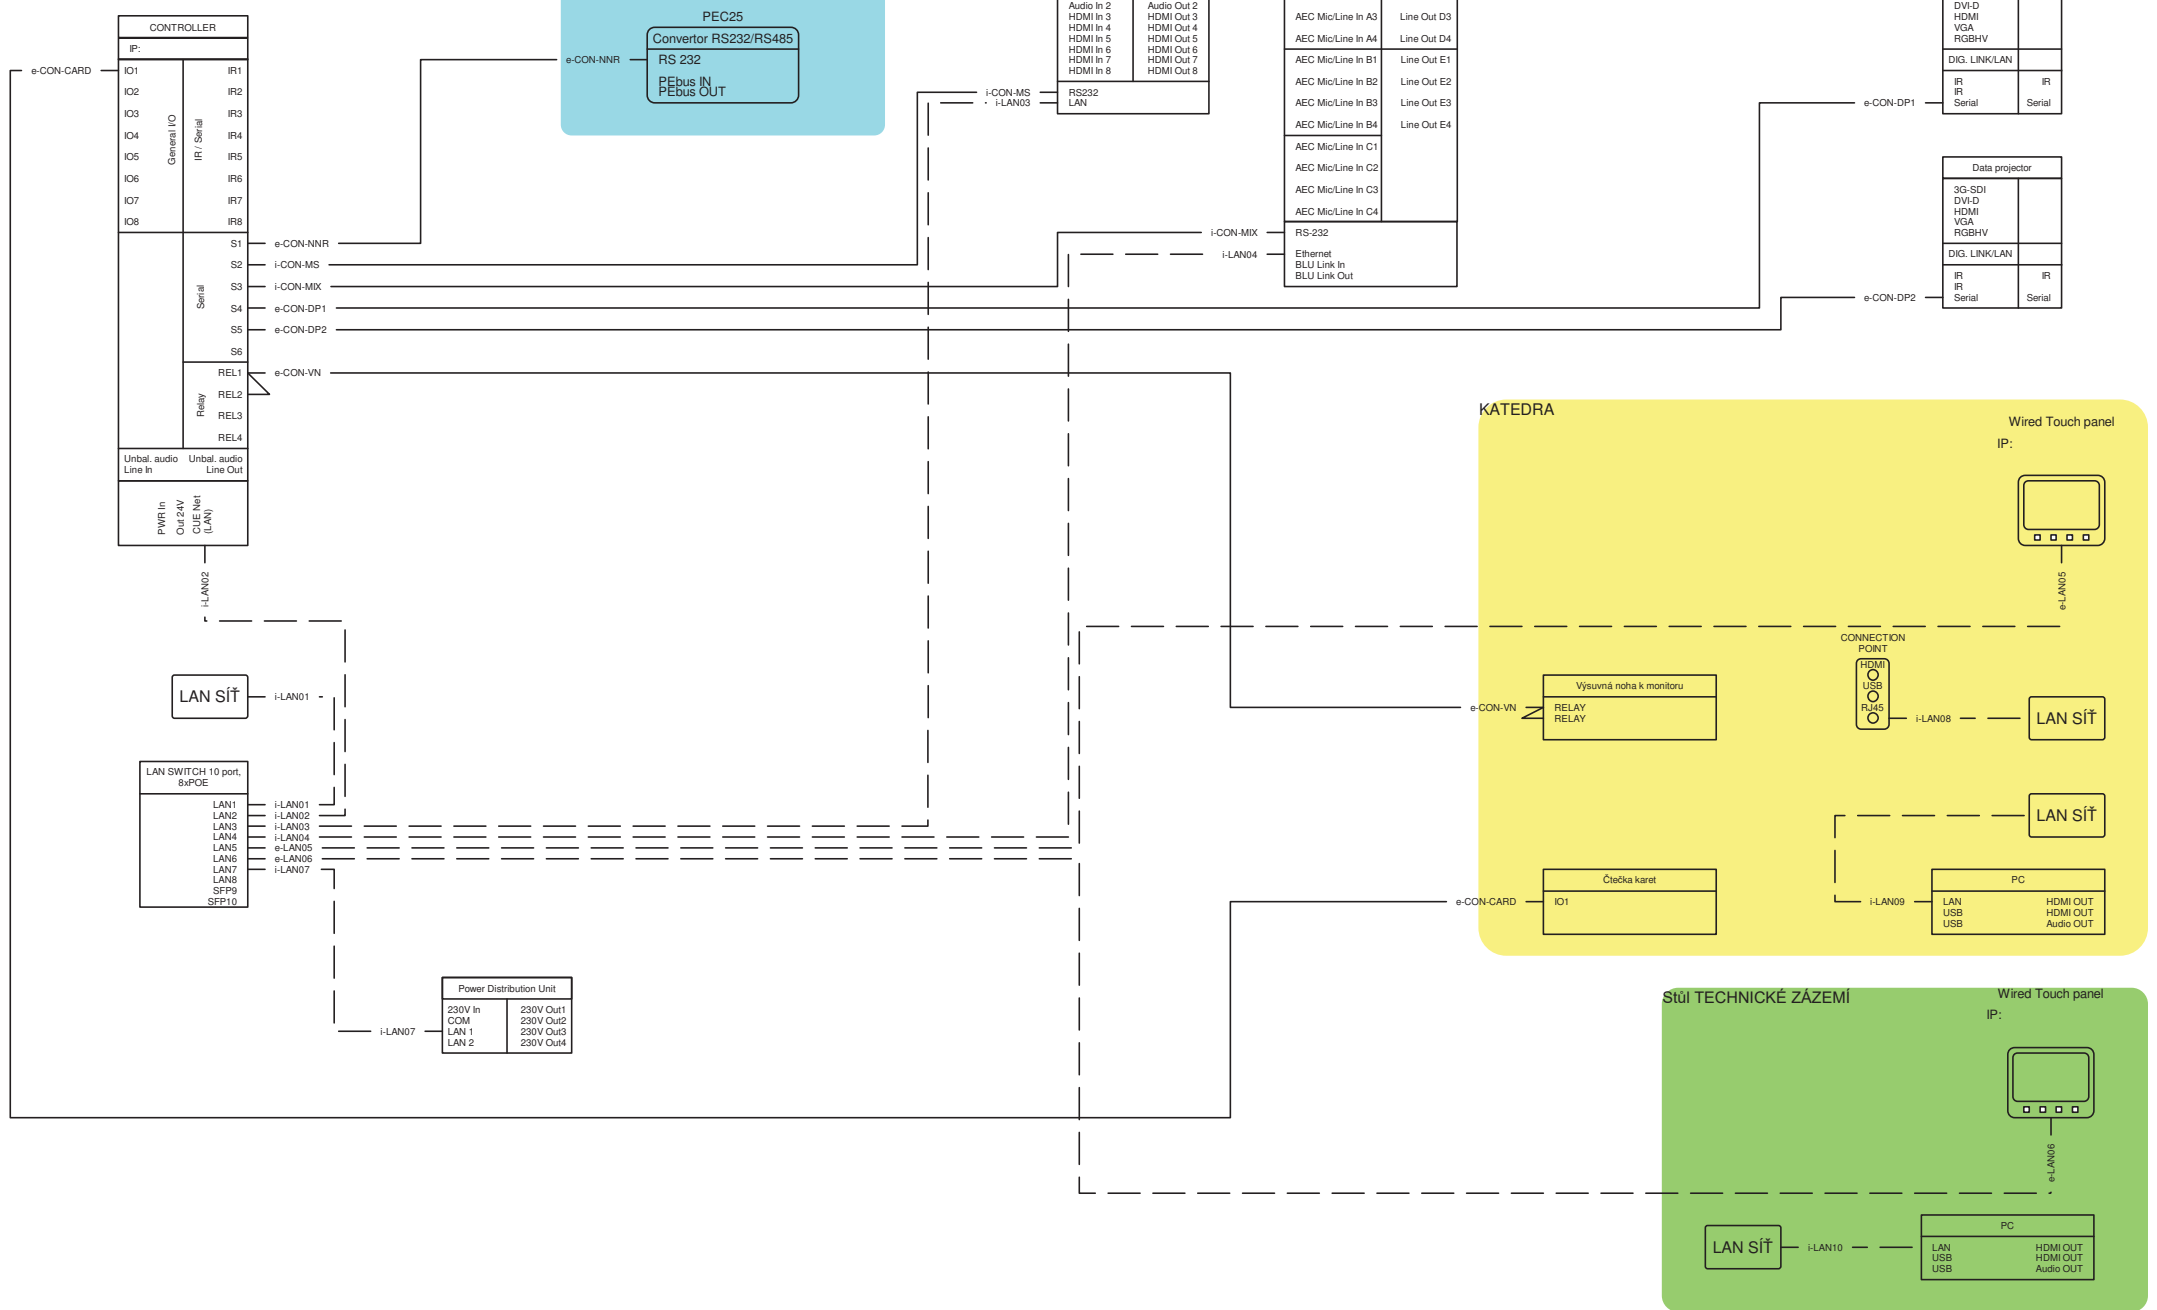 CONTROLLER
IP:
IO1
IO2
IO3
IO4
IO5
IO6
IO7
IO8
General I/O
IR / Serial
IR1
IR2
IR3
IR4
IR5
IR6
IR7
IR8
Serial
S1
S2
S3
S4
S5
S6
Relay
REL1
REL2
REL3
REL4
Unbal. audio
Line In
Unbal. audio
Line Out
PWR In
Out 24V
CUE Net
(LAN)
e-CON-CARD
e-CON-NNR
i-CON-MS
i-CON-MIX
e-CON-DP1
e-CON-DP2
e-CON-VN
i-LAN02
PEC25
Convertor RS232/RS485
RS 232
PEbus IN
PEbus OUT
e-CON-NNR
Audio In 2
HDMI In 3
HDMI In 4
HDMI In 5
HDMI In 6
HDMI In 7
HDMI In 8
Audio Out 2
HDMI Out 3
HDMI Out 4
HDMI Out 5
HDMI Out 6
HDMI Out 7
HDMI Out 8
RS232
LAN
i-CON-MS
i-LAN03
AEC Mic/Line In A3
AEC Mic/Line In A4
AEC Mic/Line In B1
AEC Mic/Line In B2
AEC Mic/Line In B3
AEC Mic/Line In B4
AEC Mic/Line In C1
AEC Mic/Line In C2
AEC Mic/Line In C3
AEC Mic/Line In C4
Line Out D3
Line Out D4
Line Out E1
Line Out E2
Line Out E3
Line Out E4
RS-232
Ethernet
BLU Link In
BLU Link Out
i-CON-MIX
i-LAN04
DVI-D
HDMI
VGA
RGBHV
DIG. LINK/LAN
IR
IR
Serial
IR
Serial
e-CON-DP1
Data projector
3G-SDI
DVI-D
HDMI
VGA
RGBHV
DIG. LINK/LAN
IR
IR
Serial
IR
Serial
e-CON-DP2
KATEDRA
Wired Touch panel
IP:
e-LAN05
CONNECTION
POINT
HDMI
USB
RJ45
i-LAN08
LAN SÍŤ
Výsuvná noha k monitoru
RELAY
RELAY
e-CON-VN
LAN SÍŤ
Čtečka karet
IO1
e-CON-CARD
PC
LAN
USB
USB
HDMI OUT
HDMI OUT
Audio OUT
i-LAN09
LAN SÍŤ
i-LAN01
LAN SWITCH 10 port,
8xPOE
LAN1
LAN2
LAN3
LAN4
LAN5
LAN6
LAN7
LAN8
SFP9
SFP10
i-LAN01
i-LAN02
i-LAN03
i-LAN04
e-LAN05
e-LAN06
i-LAN07
Power Distribution Unit
230V In
COM
LAN 1
LAN 2
230V Out1
230V Out2
230V Out3
230V Out4
i-LAN07
Stůl TECHNICKÉ ZÁZEMÍ
Wired Touch panel
IP:
e-LAN06
LAN SÍŤ
i-LAN10
PC
LAN
USB
USB
HDMI OUT
HDMI OUT
Audio OUT